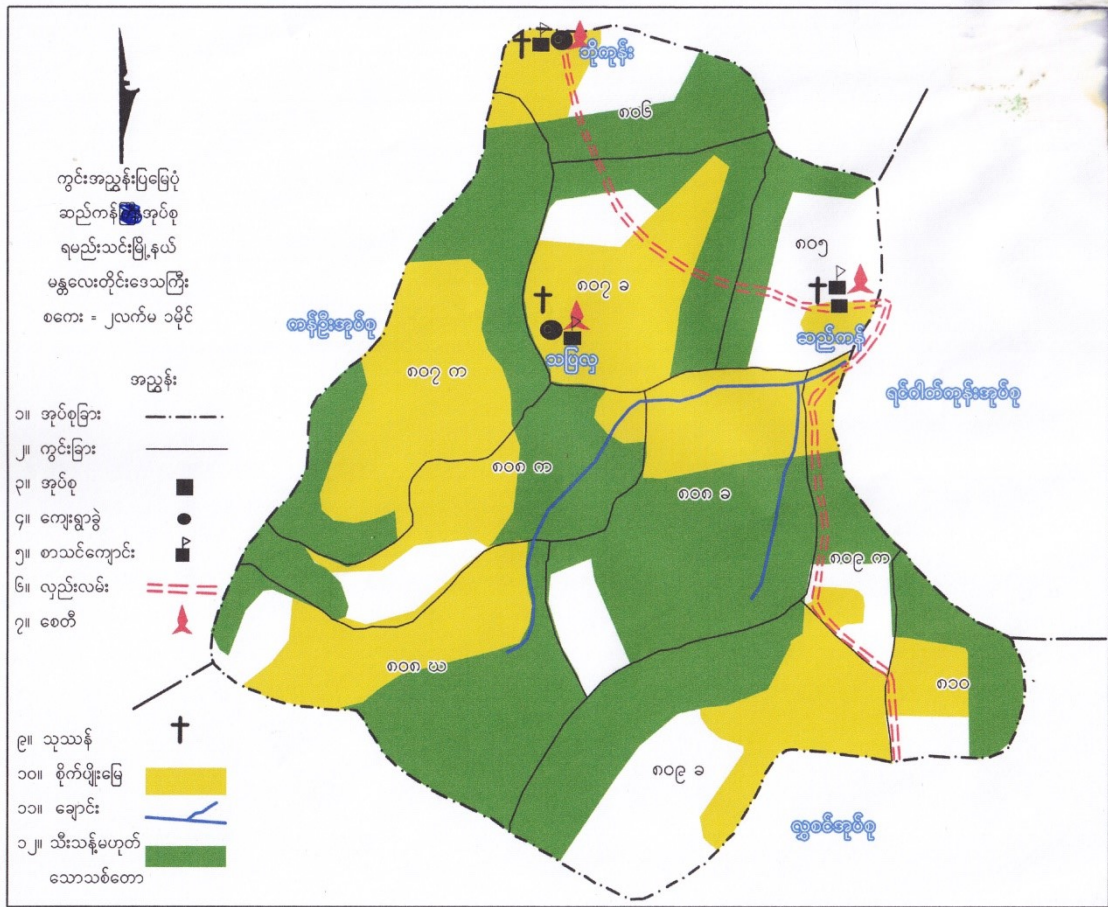 ကွင်းအညွှန်းပြမြေပုံ
ဆည်ကန် အုပ်စု
ရမည်းသင်းမြို့နယ်
မန္တလေးတိုင်းဒေသကြီး
စကေး = ၂လက်မ ၁မိုင်
အညွှန်း
၁။ အုပ်စုခြား
၂။ ကွင်းခြား
၃။ အုပ်စု
၄။ ကျေးရွာခွဲ
၅။ စာသင်ကျောင်း
၆။ လှည်းလမ်း
၇။ စေတီ
၉။ သုဿန်
၁၀။ စိုက်ပျိုးမြေ
၁၁။ ချောင်း
၁၂။ သီးသန့်မဟုတ်
သောသစ်တော
ဘိုကုန်း
၈၀၆
၈၀၅
၈၀၇ ခ
ကန်ဦးအုပ်စု
သပြလှ
ဆည်ကန်
၈၀၇ က
ရင်ဂါတ်ကုန်းအုပ်စု
၈၀၈ က
၈၀၈ ခ
၈၀၉ က
၈၀၈ ဃ
၈၁၀
၈၀၉ ခ
လွှစင်အုပ်စု